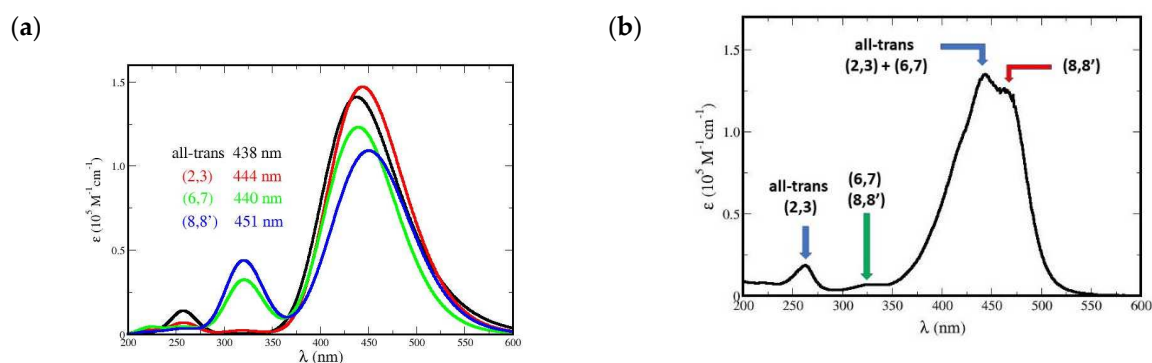 (a)
1.5
1.0
0.5
0
ε (10⁵ M⁻¹cm⁻¹)
all-trans 438 nm
(2,3) 444 nm
(6,7) 440 nm
(8,8’) 451 nm
200 250 300 350 400 450 500 550 600
λ (nm)
(b)
1.5
1.0
0.5
0
ε (10⁵ M⁻¹cm⁻¹)
all-trans
(2,3) + (6,7)
(8,8’)
all-trans
(2,3)
(6,7)
(8,8’)
200 250 300 350 400 450 500 550 600
λ (nm)